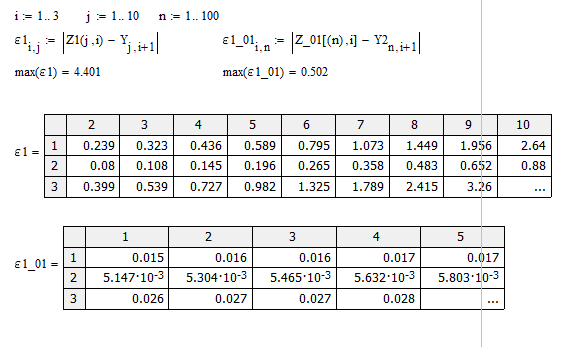 i := 1.. 3 j := 1.. 10 n := 1.. 100
ε1i,j := |Z1(j,i) − Yj,i+1| ε1_01i,n := |Z_01[(n),i] − Y2n,i+1|
max(ε1) = 4.401 max(ε1_01) = 0.502
2 3 4 5 6 7 8 9 10
1 0.239 0.323 0.436 0.589 0.795 1.073 1.449 1.956 2.64
ε1 = 2 0.08 0.108 0.145 0.196 0.265 0.358 0.483 0.652 0.88
3 0.399 0.539 0.727 0.982 1.325 1.789 2.415 3.26 ...
1 2 3 4 5
1 0.015 0.016 0.016 0.017 0.017
ε1_01 = 2 5.147·10-3 5.304·10-3 5.465·10-3 5.632·10-3 5.803·10-3
3 0.026 0.027 0.027 0.028 ...